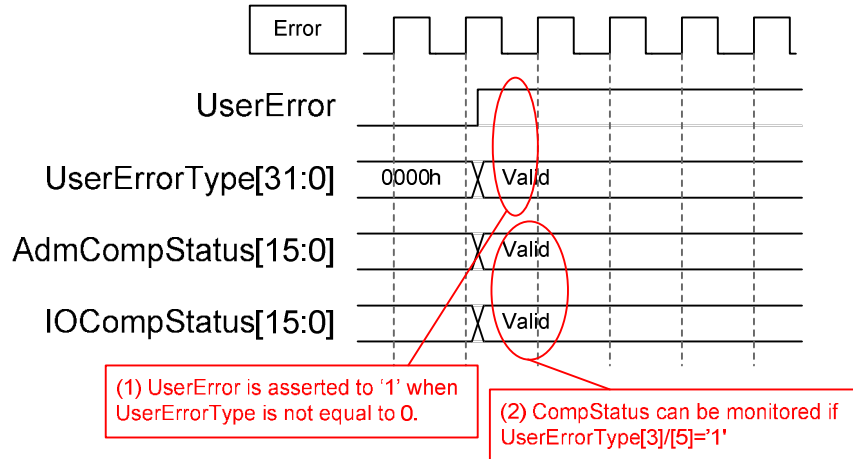 Error
UserError
UserErrorType[31:0]
0000h
Valid
AdmCompStatus[15:0]
Valid
IOCompStatus[15:0]
Valid
(1) UserError is asserted to ‘1’ when
UserErrorType is not equal to 0.
(2) CompStatus can be monitored if
UserErrorType[3]/[5]=’1'